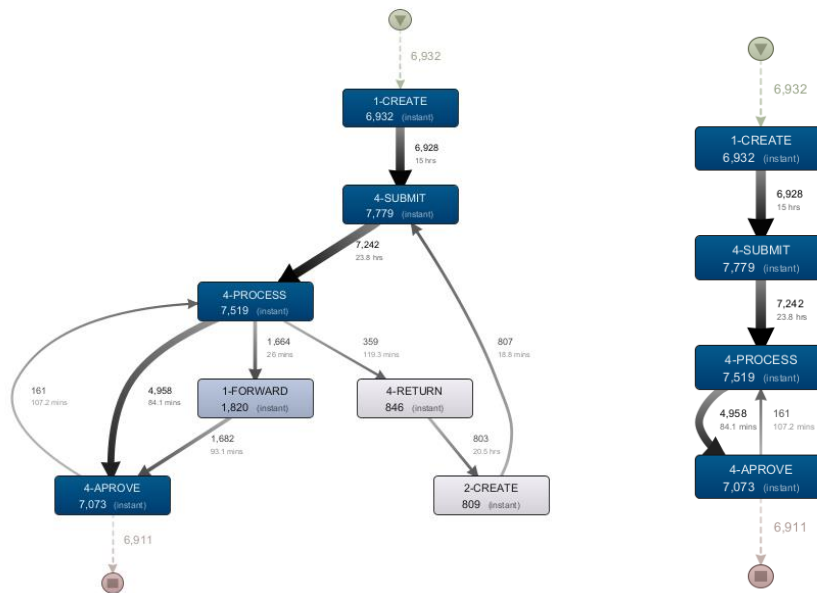 6,932
1-CREATE
6,932 (instant)
6,928
15 hrs
4-SUBMIT
7,779 (instant)
7,242
23.8 hrs
4-PROCESS
7,519 (instant)
1,664
26 mins
359
119.3 mins
807
18.8 mins
161
107.2 mins
4,958
84.1 mins
1-FORWARD
1,820 (instant)
4-RETURN
846 (instant)
1,682
93.1 mins
803
20.5 hrs
4-APROVE
7,073 (instant)
2-CREATE
809 (instant)
6,911
6,932
1-CREATE
6,932 (instant)
6,928
15 hrs
4-SUBMIT
7,779 (instant)
7,242
23.8 hrs
4-PROCESS
7,519 (instant)
4,958
84.1 mins
161
107.2 mins
4-APROVE
7,073 (instant)
6,911